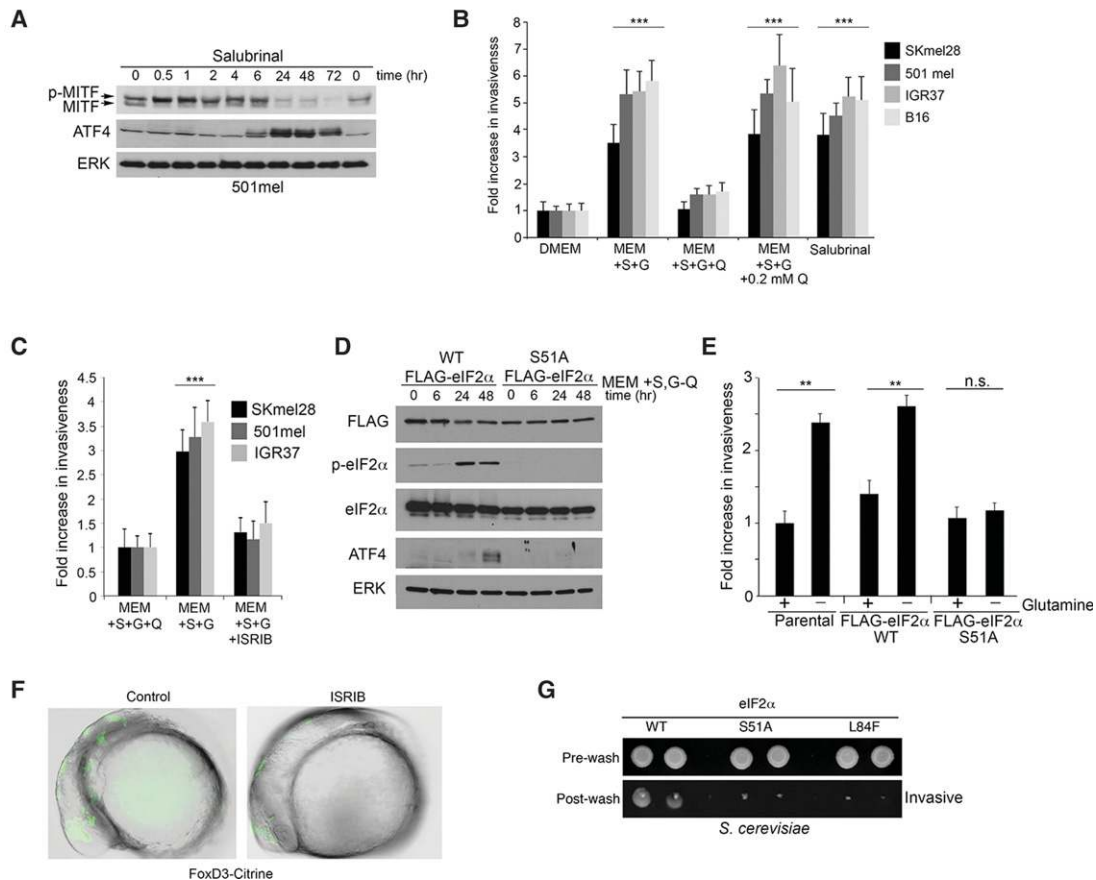 A
Salubrinal
0 0.5 1 2 4 6 24 48 72 0 time (hr)
p-MITF
MITF
ATF4
ERK
501mel
B
Fold increase in invasivensss
8
7
6
5
4
3
2
1
0
*** *** ***
SKmel28
501 mel
IGR37
B16
DMEM
MEM
+S+G
MEM
+S+G+Q
MEM
+S+G
+0.2 mM Q
Salubrinal
C
Fold increase in invasiveness
4.5
4
3.5
3
2.5
2
1.5
1
0.5
0
***
SKmel28
501mel
IGR37
MEM
+S+G+Q
MEM
+S+G
MEM
+S+G
+ISRIB
D
WT S51A
FLAG-eIF2α FLAG-eIF2α MEM +S,G-Q
0 6 24 48 0 6 24 48 time (hr)
FLAG
p-eIF2α
eIF2α
ATF4
ERK
E
Fold increase in invasiveness
3
2
1
0
** ** n.s.
+ − + − + − Glutamine
Parental FLAG-eIF2α FLAG-eIF2α
WT S51A
F
Control ISRIB
FoxD3-Citrine
G
eIF2α
WT S51A L84F
Pre-wash
Post-wash Invasive
S. cerevisiae